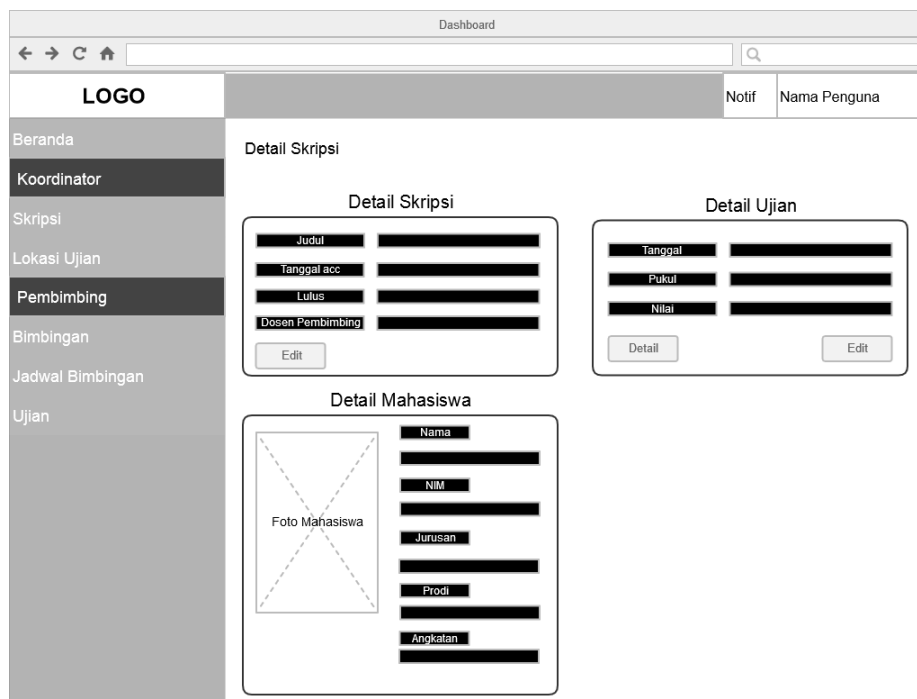 Dashboard
LOGO
Notif
Nama Penguna
Beranda
Koordinator
Skripsi
Lokasi Ujian
Pembimbing
Bimbingan
Jadwal Bimbingan
Ujian
Detail Skripsi
Detail Skripsi
Judul
Tanggal acc
Lulus
Dosen Pembimbing
Edit
Detail Ujian
Tanggal
Pukul
Nilai
Detail
Edit
Detail Mahasiswa
Foto Mahasiswa
Nama
NIM
Jurusan
Prodi
Angkatan